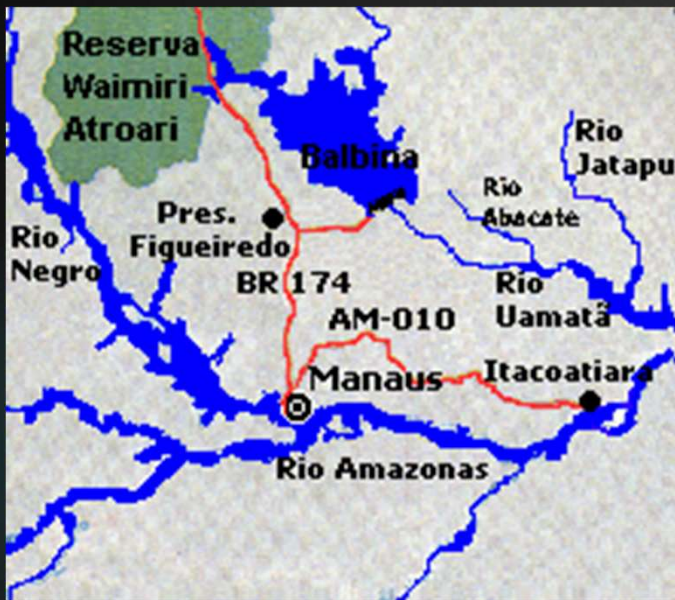 Reserva
Waimiri
Atroari
Balbina
Rio
Jatapu
Rio
Abacate
Pres.
Figueiredo
Rio
Negro
BR 174
Rio
Uamatã
AM-010
Manaus
Itacoatiara
Rio Amazonas